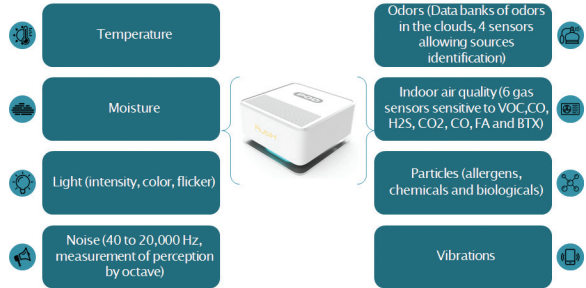 Temperature
Moisture
Light (intensity, color, flicker)
Noise (40 to 20,000 Hz,
measurement of perception
by octave)
Odors (Data banks of odors
in the clouds, 4 sensors
allowing sources
identification)
Indoor air quality (6 gas
sensors sensitive to VOC,CO,
H2S, CO2, CO, FA and BTX)
Particles (allergens,
chemicals and biologicals)
Vibrations